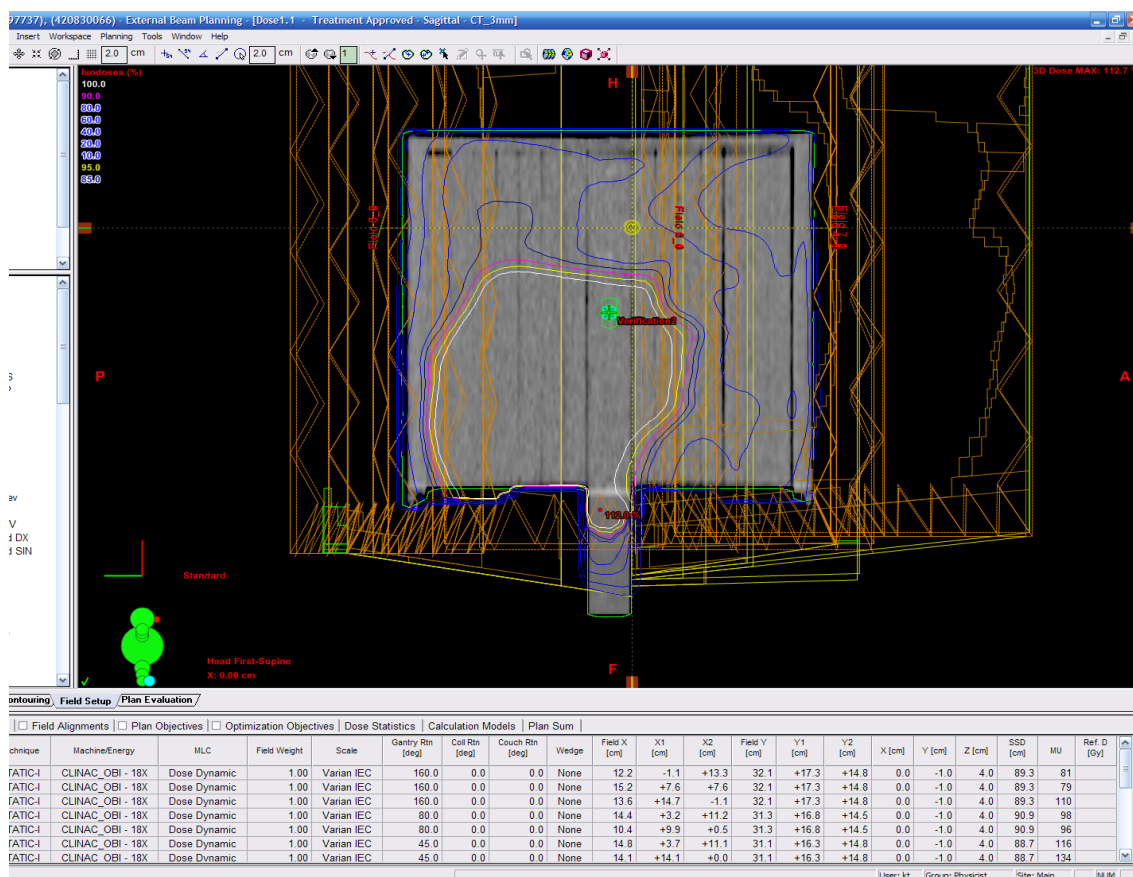 97737), (420830066) - External Beam Planning - [Dose1.1 - Treatment Approved - Sagittal - CT_3mm]
Insert Workspace Planning Tools Window Help
2.0 cm 2.0 cm 1
Isodoses (%)
100.0
90.0
80.0
60.0
40.0
20.0
10.0
95.0
85.0
H
3D Dose MAX: 112.7
Field 6_0
Verification2
P
A
112.0%
ev
V
d DX
d SIN
Standard
Head First-Supine
X: 0.00 cm
F
ontouring Field Setup Plan Evaluation
Field Alignments Plan Objectives Optimization Objectives Dose Statistics Calculation Models Plan Sum
chnique Machine/Energy MLC Field Weight Scale Gantry Rtn [deg] Coll Rtn [deg] Couch Rtn [deg] Wedge Field X [cm] X1 [cm] X2 [cm] Field Y [cm] Y1 [cm] Y2 [cm] X [cm] Y [cm] Z [cm] SSD [cm] MU Ref. D [Gy]
TATIC-I CLINAC_OBI - 18X Dose Dynamic 1.00 Varian IEC 160.0 0.0 0.0 None 12.2 -1.1 +13.3 32.1 +17.3 +14.8 0.0 -1.0 4.0 89.3 81
TATIC-I CLINAC_OBI - 18X Dose Dynamic 1.00 Varian IEC 160.0 0.0 0.0 None 15.2 +7.6 +7.6 32.1 +17.3 +14.8 0.0 -1.0 4.0 89.3 79
TATIC-I CLINAC_OBI - 18X Dose Dynamic 1.00 Varian IEC 160.0 0.0 0.0 None 13.6 +14.7 -1.1 32.1 +17.3 +14.8 0.0 -1.0 4.0 89.3 110
TATIC-I CLINAC_OBI - 18X Dose Dynamic 1.00 Varian IEC 80.0 0.0 0.0 None 14.4 +3.2 +11.2 31.3 +16.8 +14.5 0.0 -1.0 4.0 90.9 98
TATIC-I CLINAC_OBI - 18X Dose Dynamic 1.00 Varian IEC 80.0 0.0 0.0 None 10.4 +9.9 +0.5 31.3 +16.8 +14.5 0.0 -1.0 4.0 90.9 96
TATIC-I CLINAC_OBI - 18X Dose Dynamic 1.00 Varian IEC 45.0 0.0 0.0 None 14.8 +3.7 +11.1 31.1 +16.3 +14.8 0.0 -1.0 4.0 88.7 116
TATIC-I CLINAC_OBI - 18X Dose Dynamic 1.00 Varian IEC 45.0 0.0 0.0 None 14.1 +14.1 +0.0 31.1 +16.3 +14.8 0.0 -1.0 4.0 88.7 134
User: kt Group: Physicist Site: Main NUM